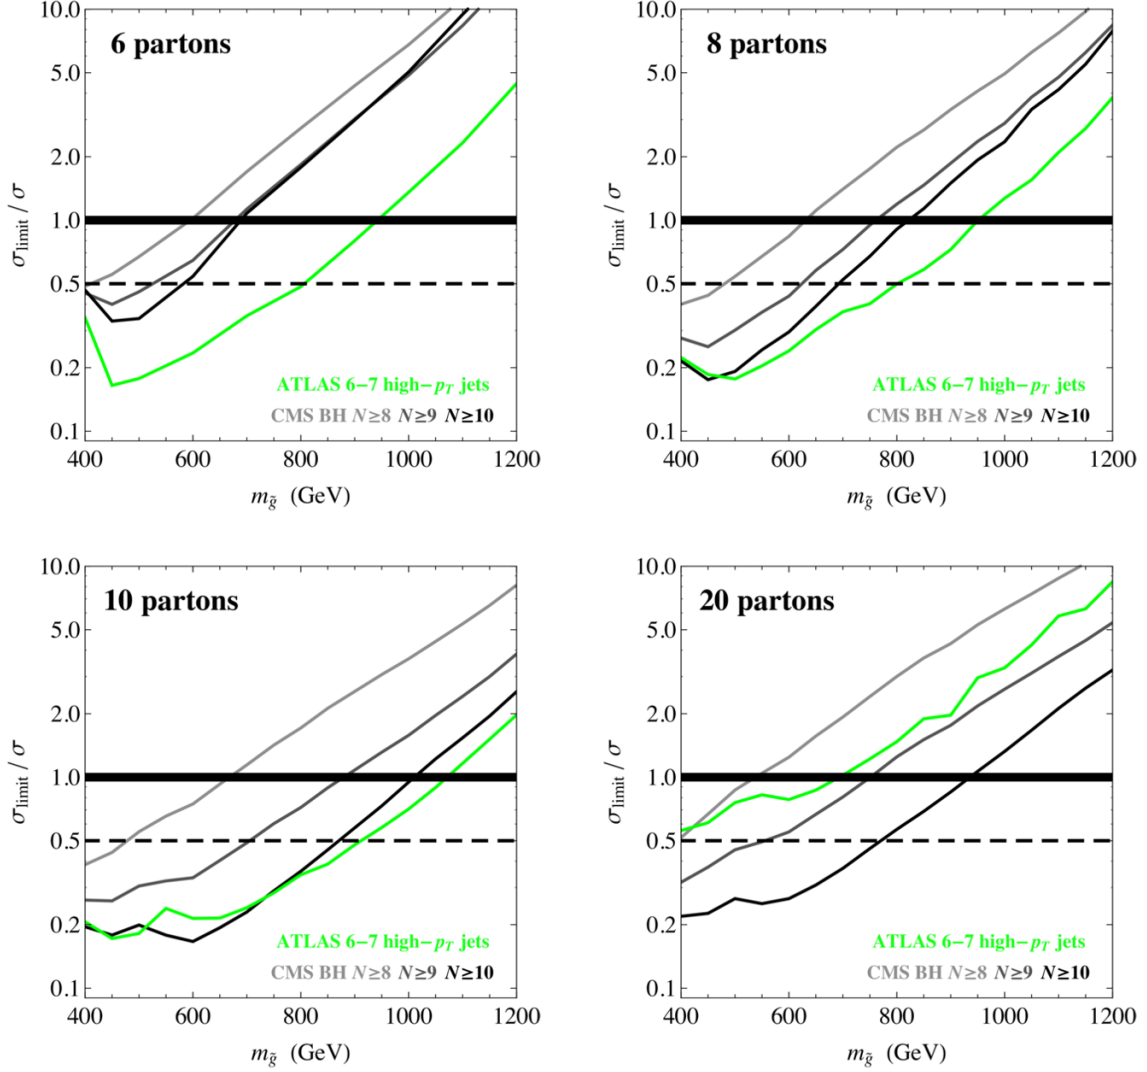 10.0
5.0
2.0
1.0
0.5
0.2
0.1
σlimit / σ
6 partons
ATLAS 6−7 high−pT jets
CMS BH N≥8 N≥9 N≥10
400 600 800 1000 1200
mg̃ (GeV)
10.0
5.0
2.0
1.0
0.5
0.2
0.1
σlimit / σ
8 partons
ATLAS 6−7 high−pT jets
CMS BH N≥8 N≥9 N≥10
400 600 800 1000 1200
mg̃ (GeV)
10.0
5.0
2.0
1.0
0.5
0.2
0.1
σlimit / σ
10 partons
ATLAS 6−7 high−pT jets
CMS BH N≥8 N≥9 N≥10
400 600 800 1000 1200
mg̃ (GeV)
10.0
5.0
2.0
1.0
0.5
0.2
0.1
σlimit / σ
20 partons
ATLAS 6−7 high−pT jets
CMS BH N≥8 N≥9 N≥10
400 600 800 1000 1200
mg̃ (GeV)